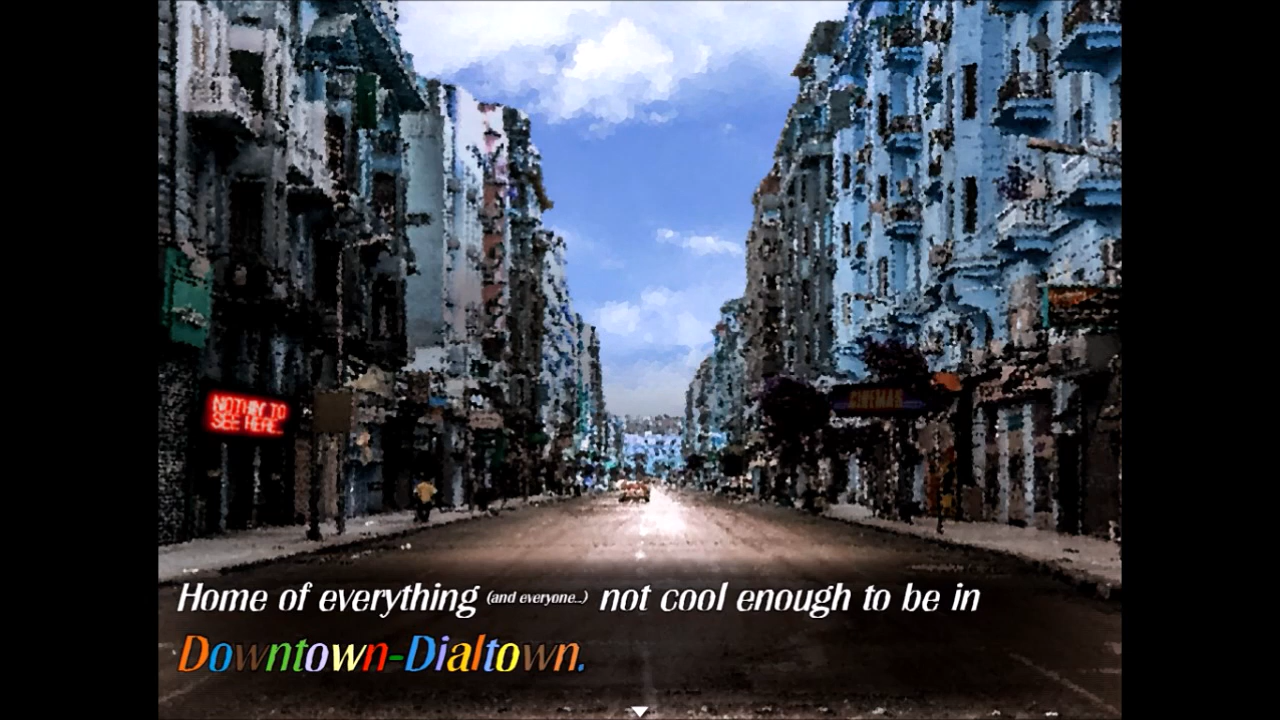 NOTHIN' TO
SEE HERE...
CINEMAS
Home of everything (and everyone...) not cool enough to be in
Downtown-Dialtown.